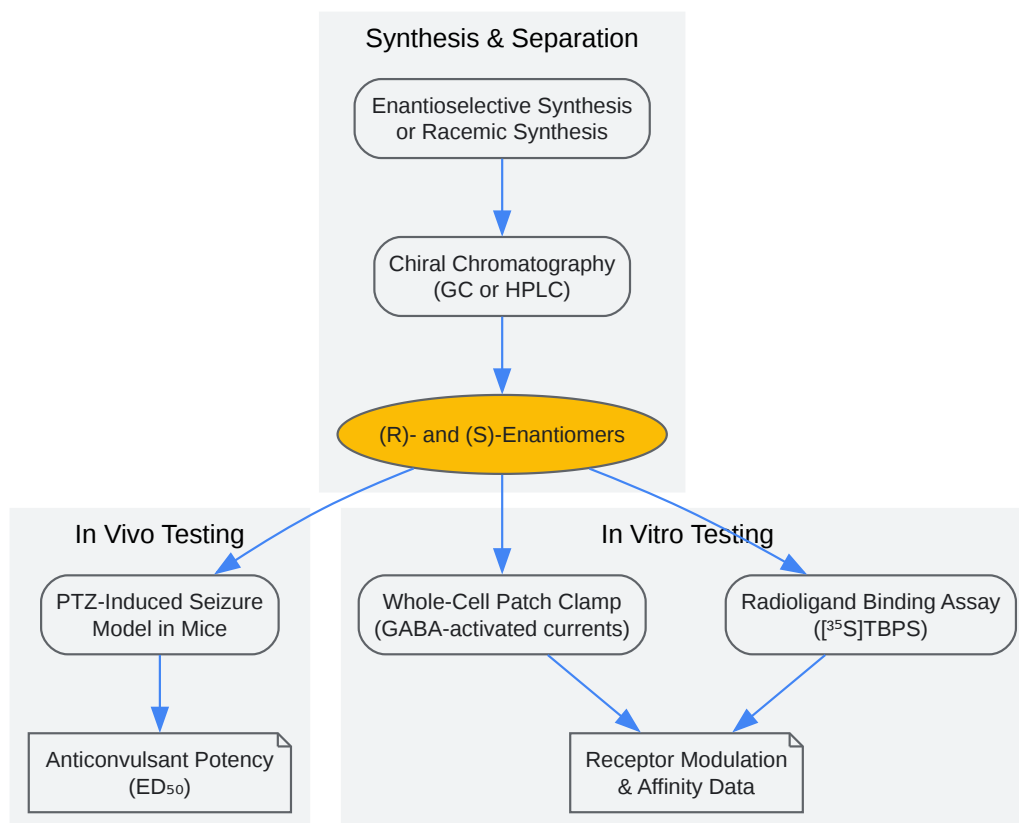 Synthesis & Separation
Enantioselective Synthesis
or Racemic Synthesis
Chiral Chromatography
(GC or HPLC)
(R)- and (S)-Enantiomers
In Vivo Testing
PTZ-Induced Seizure
Model in Mice
Anticonvulsant Potency
(ED₅₀)
In Vitro Testing
Whole-Cell Patch Clamp
(GABA-activated currents)
Radioligand Binding Assay
([³⁵S]TBPS)
Receptor Modulation
& Affinity Data